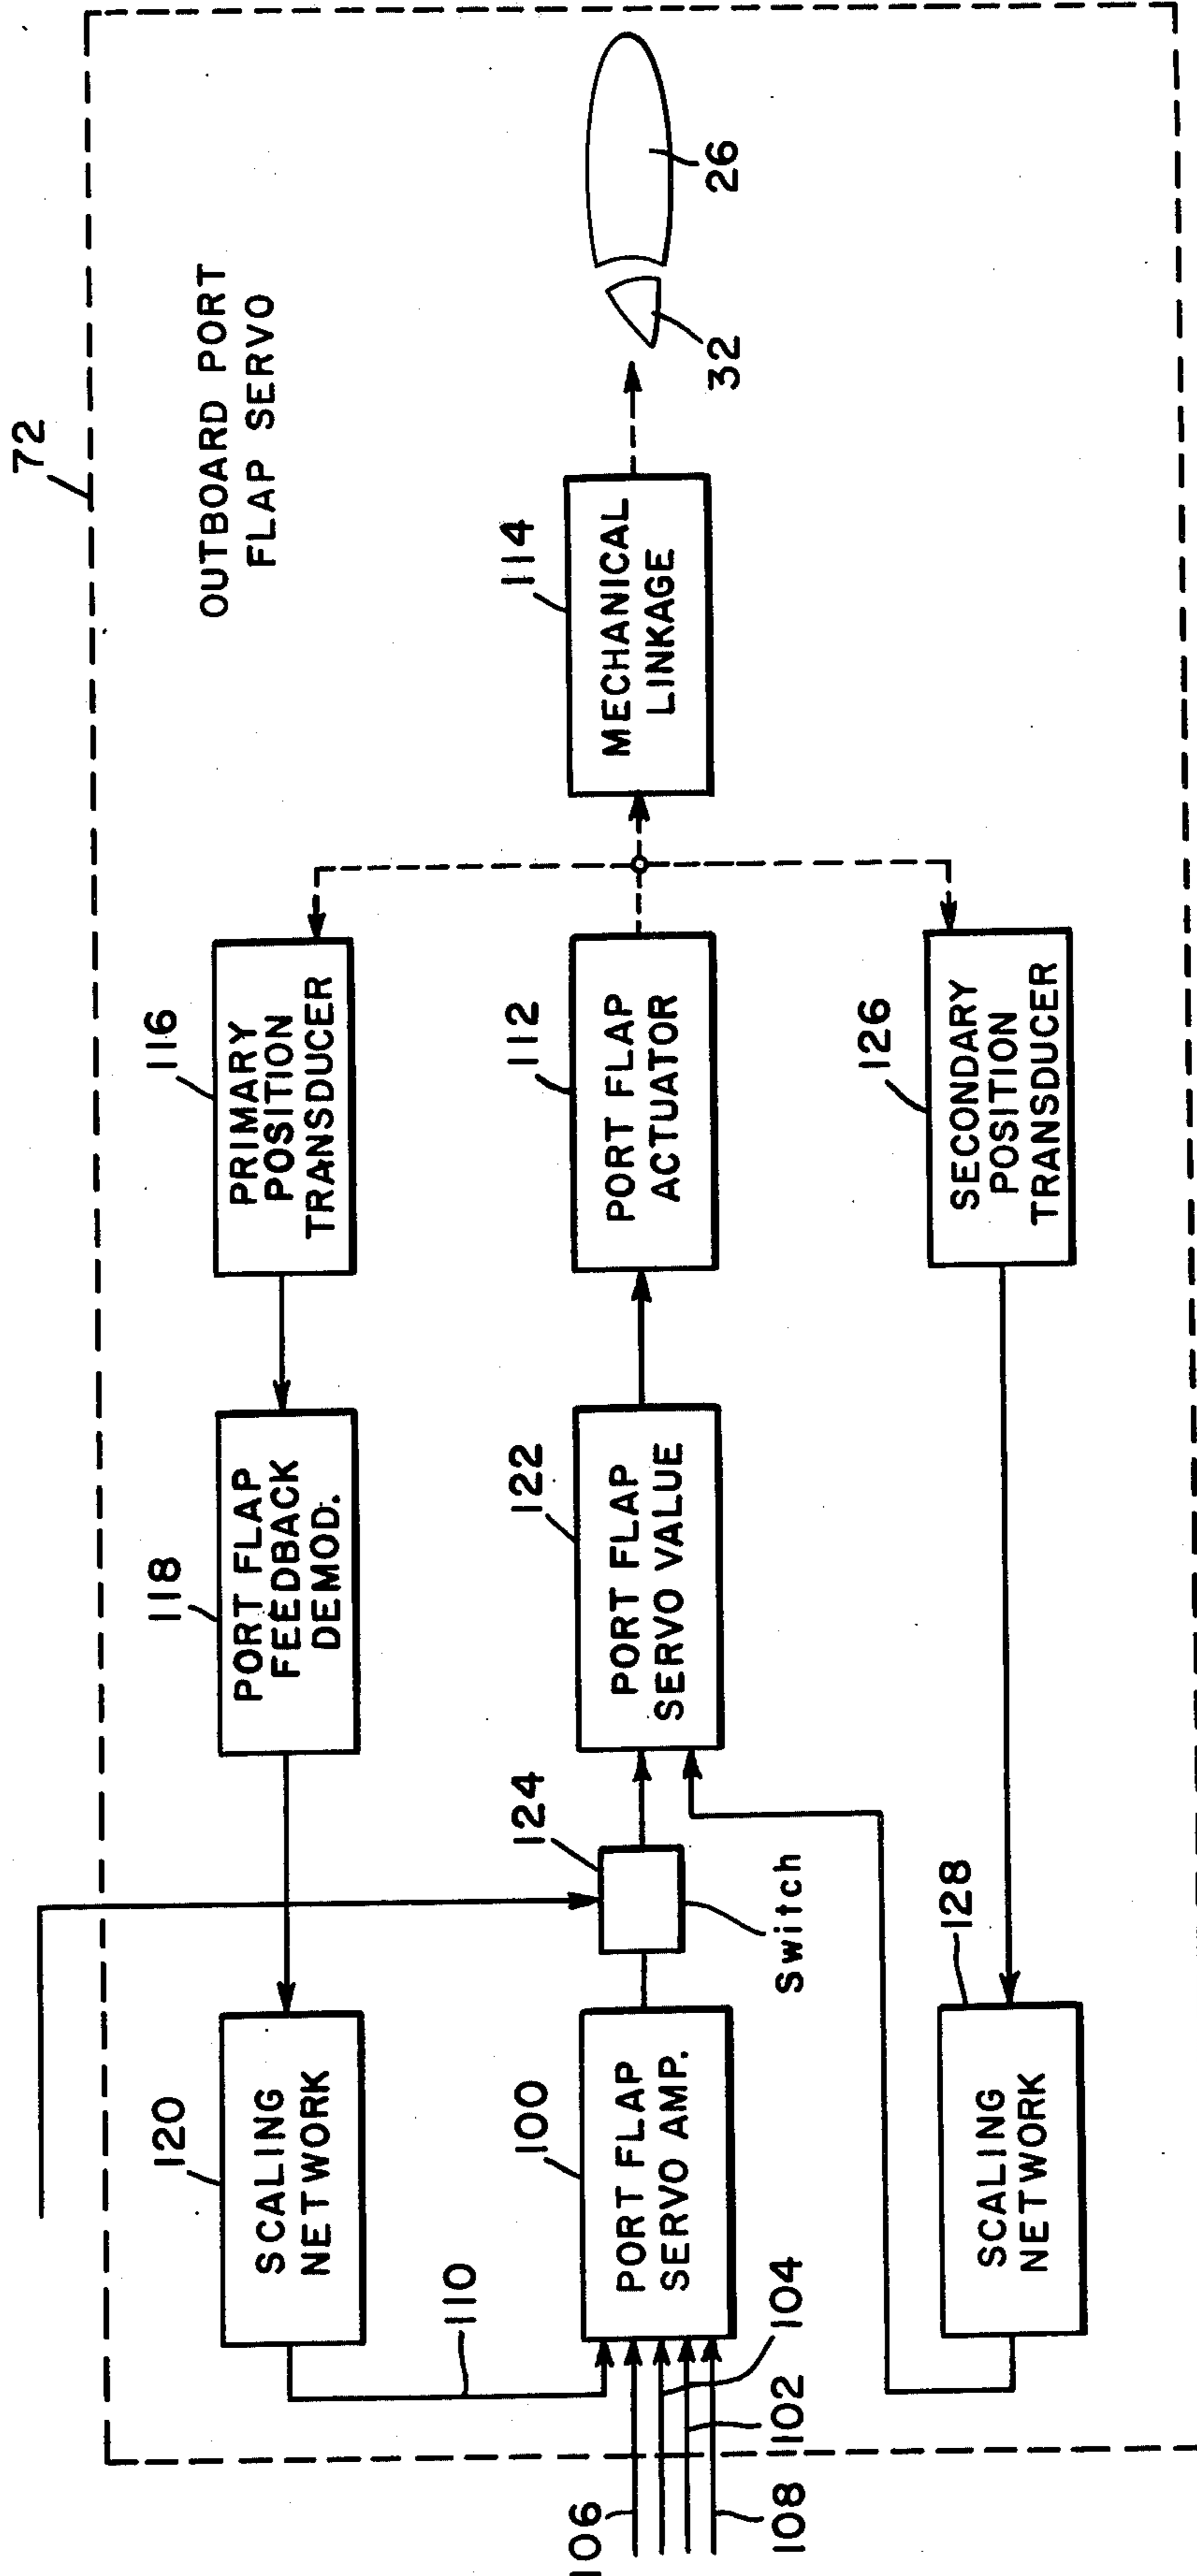 72
OUTBOARD PORT
FLAP SERVO
120
SCALING
NETWORK
118
PORT FLAP
FEEDBACK
DEMOD.
116
PRIMARY
POSITION
TRANSDUCER
110
100
PORT FLAP
SERVO AMP.
124
Switch
122
PORT FLAP
SERVO VALUE
112
PORT FLAP
ACTUATOR
114
MECHANICAL
LINKAGE
32
26
106
104
102
108
128
SCALING
NETWORK
126
SECONDARY
POSITION
TRANSDUCER